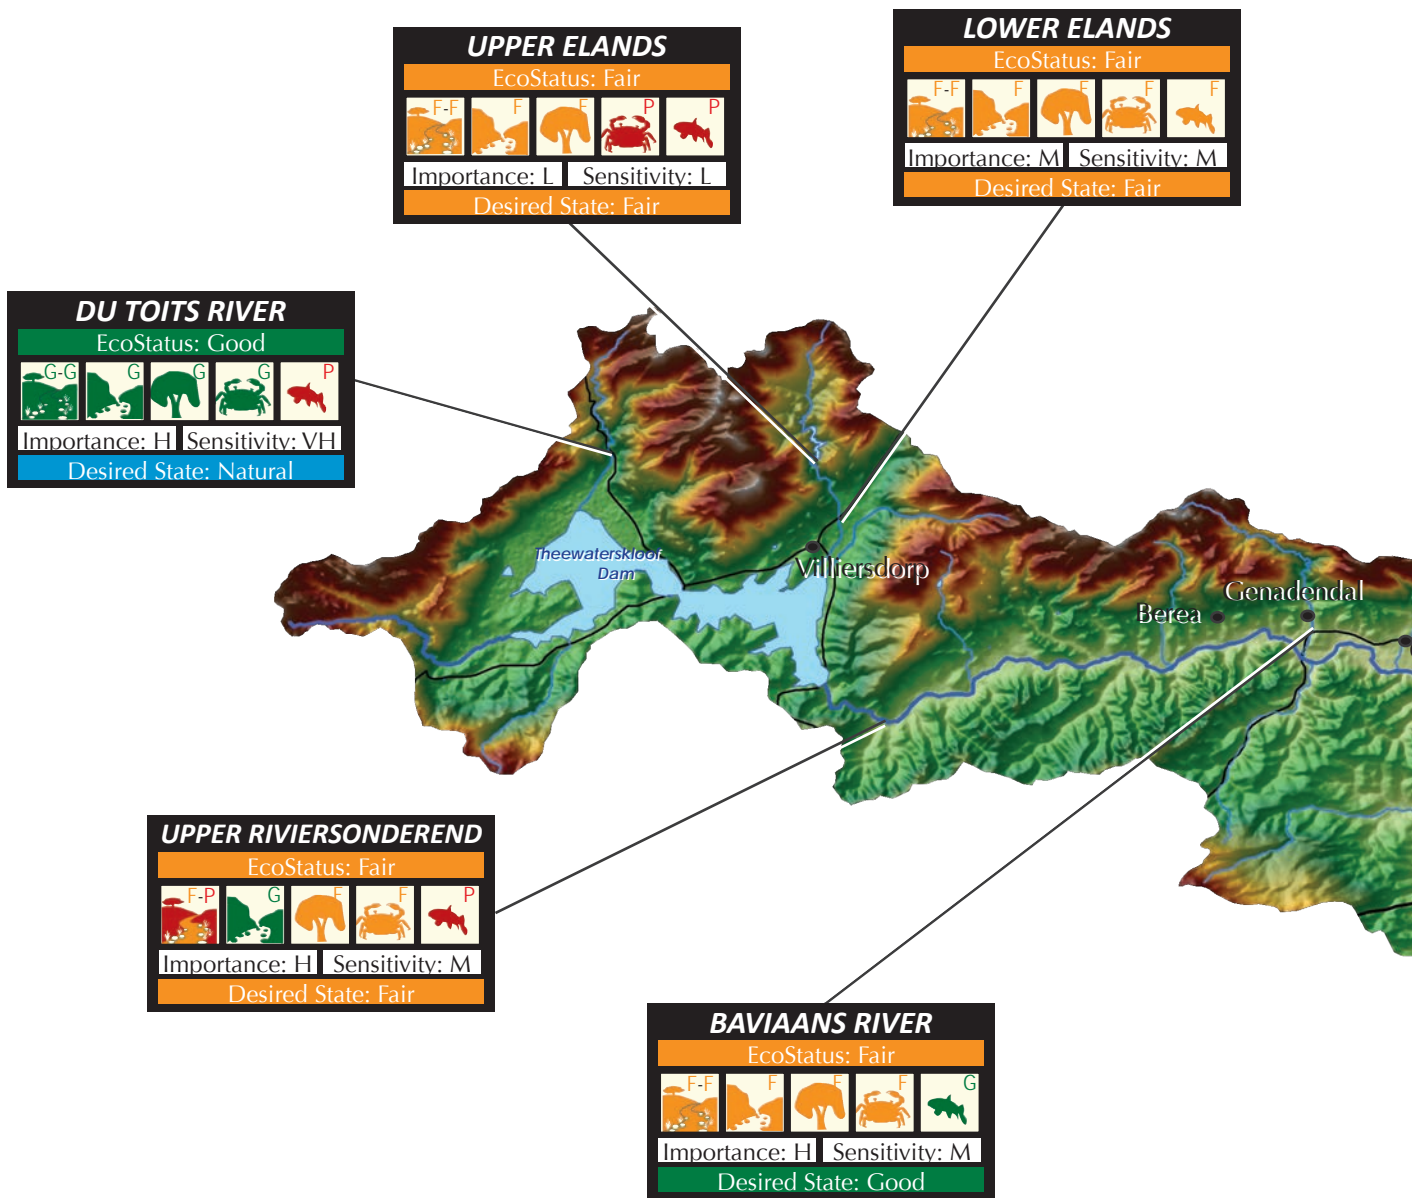 UPPER ELANDS
EcoStatus: Fair
F-F F F P P
Importance: L Sensitivity: L
Desired State: Fair
LOWER ELANDS
EcoStatus: Fair
F-F F F F F
Importance: M Sensitivity: M
Desired State: Fair
DU TOITS RIVER
EcoStatus: Good
G-G G G G P
Importance: H Sensitivity: VH
Desired State: Natural
Theewaterskloof
Dam
Villiersdorp
Genadendal
Berea
UPPER RIVIERSONDEREND
EcoStatus: Fair
F-P G F F P
Importance: H Sensitivity: M
Desired State: Fair
BAVIAANS RIVER
EcoStatus: Fair
F-F F F F G
Importance: H Sensitivity: M
Desired State: Good